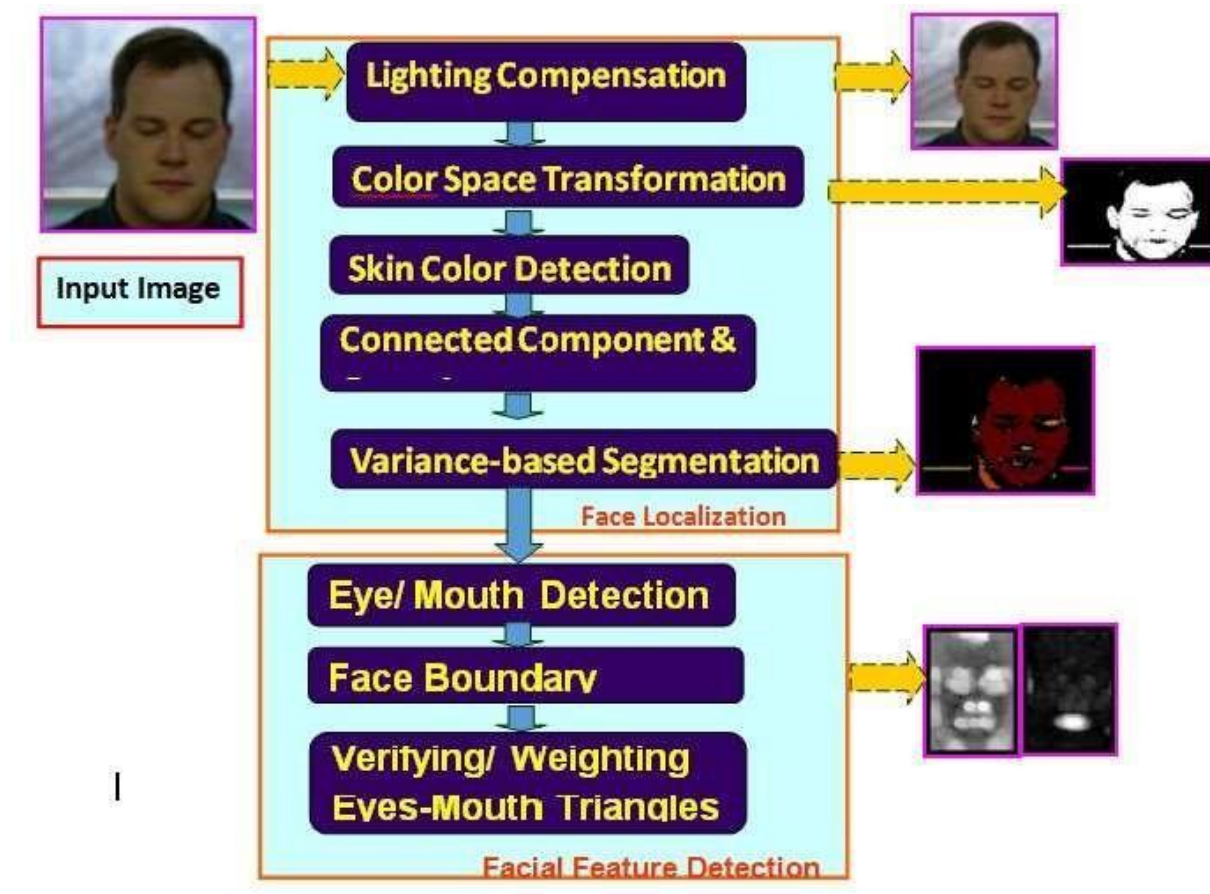 Lighting Compensation
Color Space Transformation
Skin Color Detection
Input Image
Connected Component &
Variance-based Segmentation
Face Localization
Eye/ Mouth Detection
Face Boundary
Verifying/ Weighting
Eyes-Mouth Triangles
Facial Feature Detection